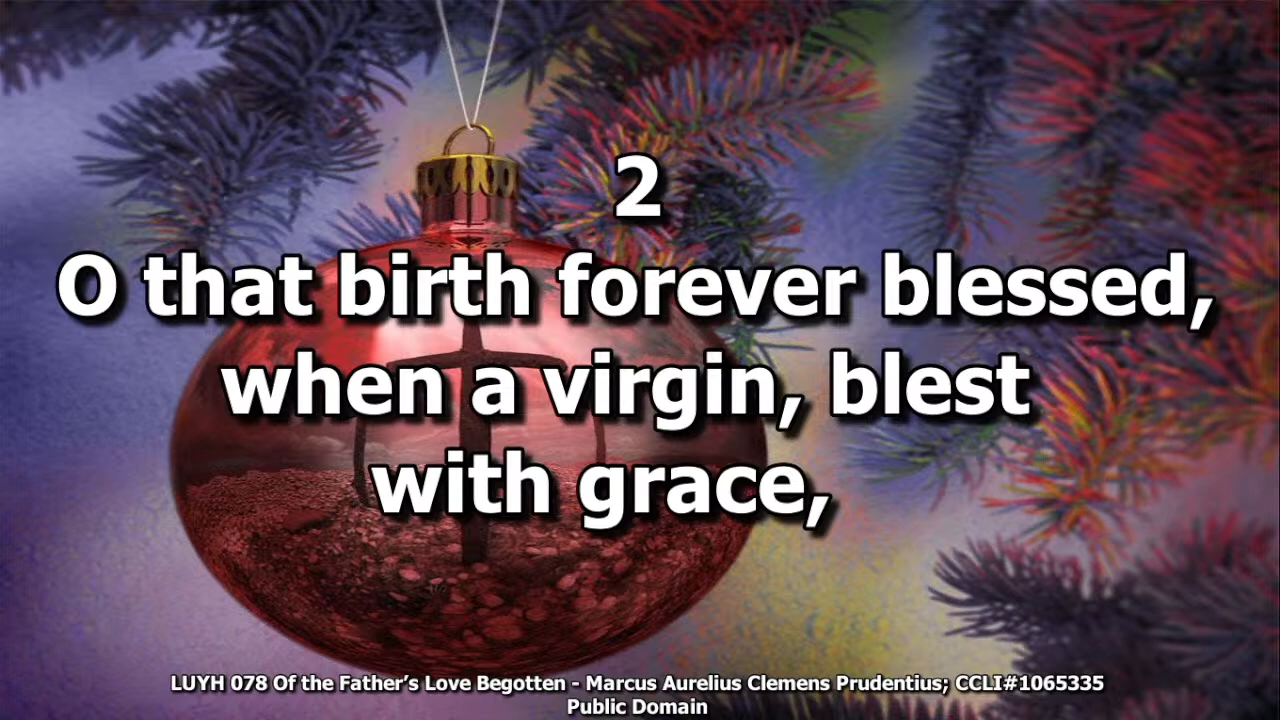 2
O that birth forever blessed,
when a virgin, blest
with grace,
LUYH 078 Of the Father’s Love Begotten - Marcus Aurelius Clemens Prudentius; CCLI#1065335
Public Domain